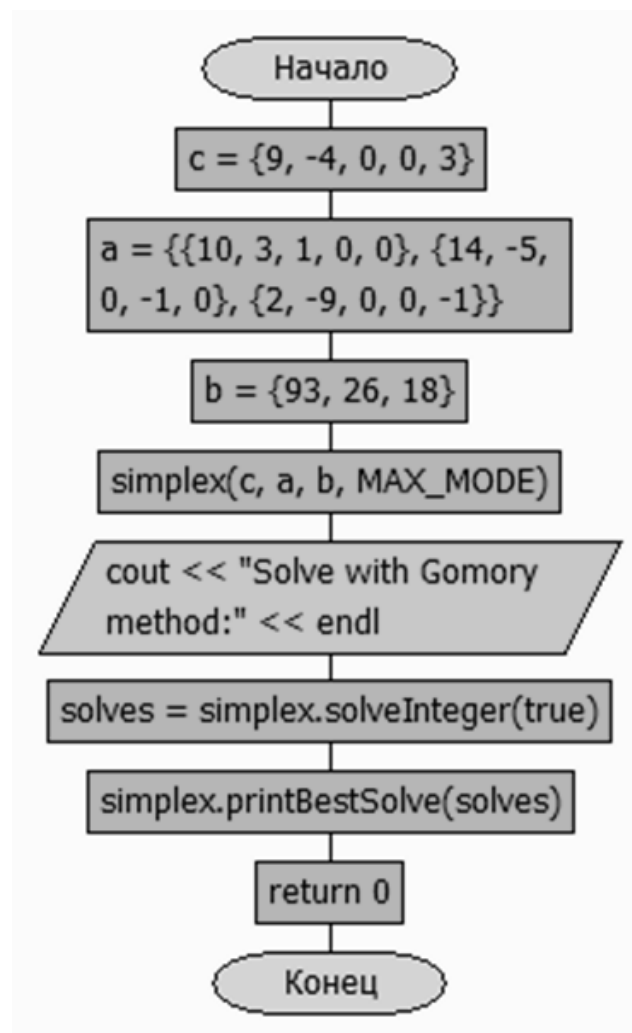 Начало
c = {9, -4, 0, 0, 3}
a = {{10, 3, 1, 0, 0}, {14, -5,
0, -1, 0}, {2, -9, 0, 0, -1}}
b = {93, 26, 18}
simplex(c, a, b, MAX_MODE)
cout << "Solve with Gomory
method:" << endl
solves = simplex.solveInteger(true)
simplex.printBestSolve(solves)
return 0
Конец